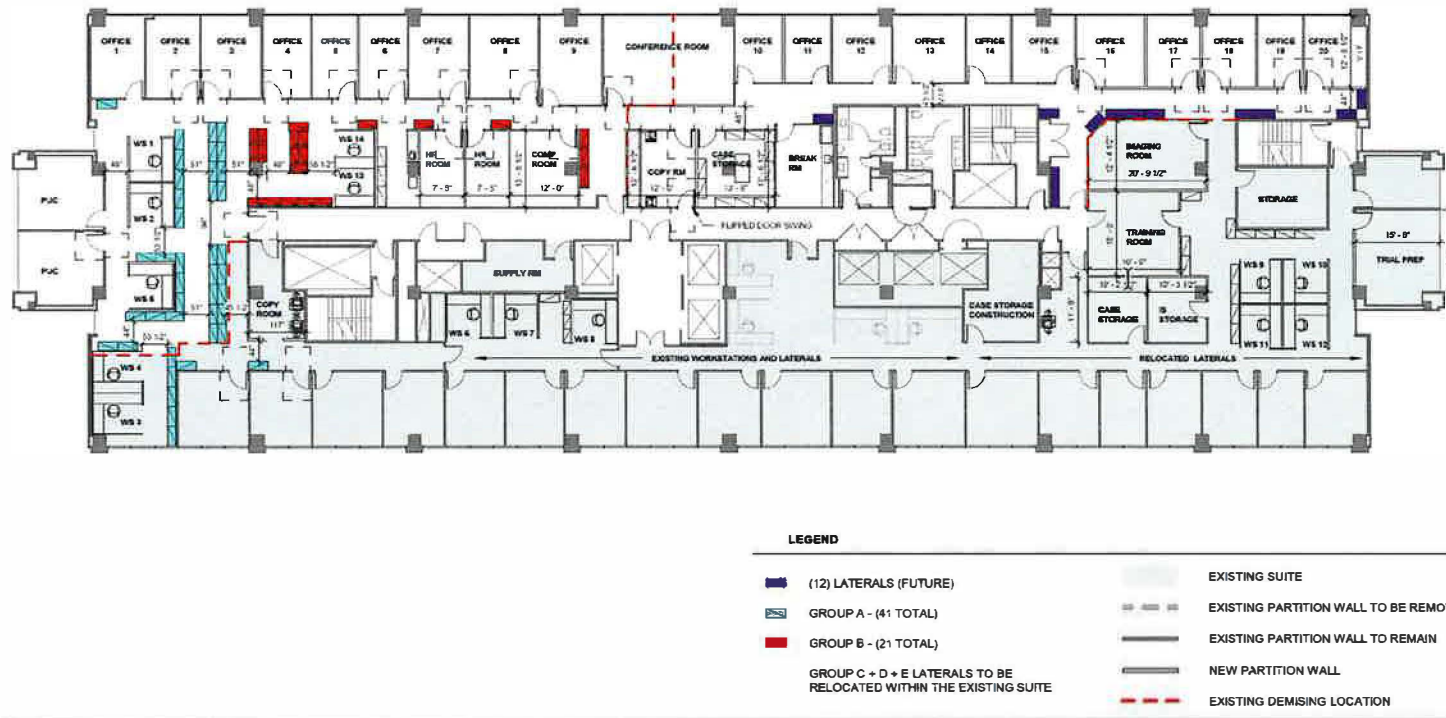 OFFICE 1
OFFICE 2
OFFICE 3
OFFICE 4
OFFICE
OFFICE 6
OFFICE 7
OFFICE 8
OFFICE 9
CONFERENCE ROOM
OFFICE 10
OFFICE 11
OFFICE 12
OFFICE 13
OFFICE 14
OFFICE 15
OFFICE 16
OFFICE 17
OFFICE 18
OFFICE 19
OFFICE 20
48"
WS 1
WS 14
WS 13
HR ROOM
HR ROOM
COMP ROOM
7' - 5"
12' - 0"
COPY RM
CASE STORAGE
BREAK RM
IMAGING ROOM
20' - 9 1/2"
STORAGE
PJC
WS 2
51"
FLIPPED DOOR SWING
TRAINING ROOM
15' - 8"
TRIAL PREF
PJC
WS 5
SUPPLY RM
COPY ROOM
117"
WS 6
WS 7
WS 8
CASE STORAGE CONSTRUCTION
CASE STORAGE
IS STORAGE
WS 9
WS 10
WS 11
WS 12
51"
WS 4
WS 3
EXISTING WORKSTATIONS AND LATERALS
RELOCATED LATERALS
LEGEND
(12) LATERALS (FUTURE)
GROUP A - (41 TOTAL)
GROUP B - (21 TOTAL)
GROUP C + D + E LATERALS TO BE
RELOCATED WITHIN THE EXISTING SUITE
EXISTING SUITE
EXISTING PARTITION WALL TO BE REMO
EXISTING PARTITION WALL TO REMAIN
NEW PARTITION WALL
EXISTING DEMISING LOCATION